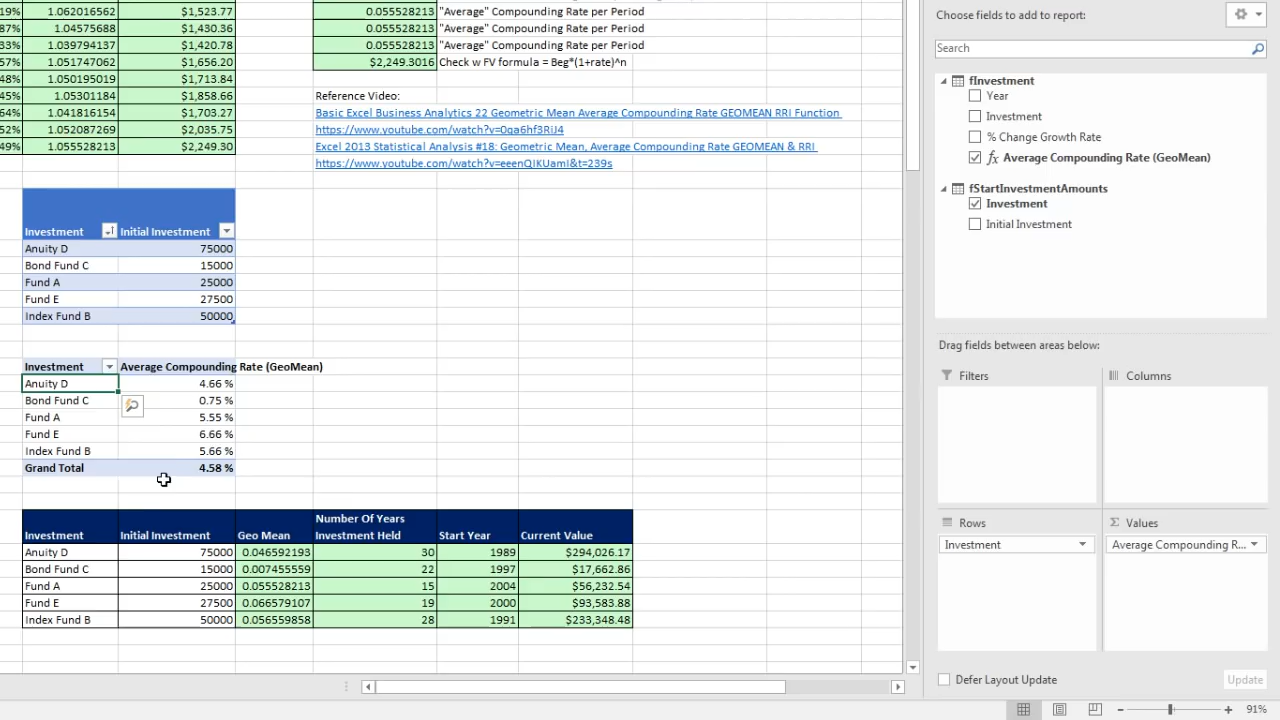 19% 1.062016562 $1,523.77 0.055528213 "Average" Compounding Rate per Period
87% 1.04575688 $1,430.36 0.055528213 "Average" Compounding Rate per Period
33% 1.039794137 $1,420.78 0.055528213 "Average" Compounding Rate per Period
57% 1.051747062 $1,656.20 $2,249.3016 Check w FV formula = Beg*(1+rate)^n
48% 1.050195019 $1,713.84
45% 1.05301184 $1,858.66 Reference Video:
64% 1.041816154 $1,703.27 Basic Excel Business Analytics 22 Geometric Mean Average Compounding Rate GEOMEAN RRI Function
52% 1.052087269 $2,035.75 https://www.youtube.com/watch?v=0qa6hf3RiJ4
49% 1.055528213 $2,249.30 Excel 2013 Statistical Analysis #18: Geometric Mean, Average Compounding Rate GEOMEAN & RRI
https://www.youtube.com/watch?v=eeenQIKUamI&t=239s
Investment Initial Investment
Anuity D 75000
Bond Fund C 15000
Fund A 25000
Fund E 27500
Index Fund B 50000
Investment Average Compounding Rate (GeoMean)
Anuity D 4.66 %
Bond Fund C 0.75 %
Fund A 5.55 %
Fund E 6.66 %
Index Fund B 5.66 %
Grand Total 4.58 %
Number Of Years
Investment Initial Investment Geo Mean Investment Held Start Year Current Value
Anuity D 75000 0.046592193 30 1989 $294,026.17
Bond Fund C 15000 0.007455559 22 1997 $17,662.86
Fund A 25000 0.055528213 15 2004 $56,232.54
Fund E 27500 0.066579107 19 2000 $93,583.88
Index Fund B 50000 0.056559858 28 1991 $233,348.48
Choose fields to add to report:
Search
fInvestment
Year
Investment
% Change Growth Rate
fx Average Compounding Rate (GeoMean)
fStartInvestmentAmounts
Investment
Initial Investment
Drag fields between areas below:
Filters
Columns
Rows
Σ Values
Investment
Average Compounding R...
Defer Layout Update
Update
91%